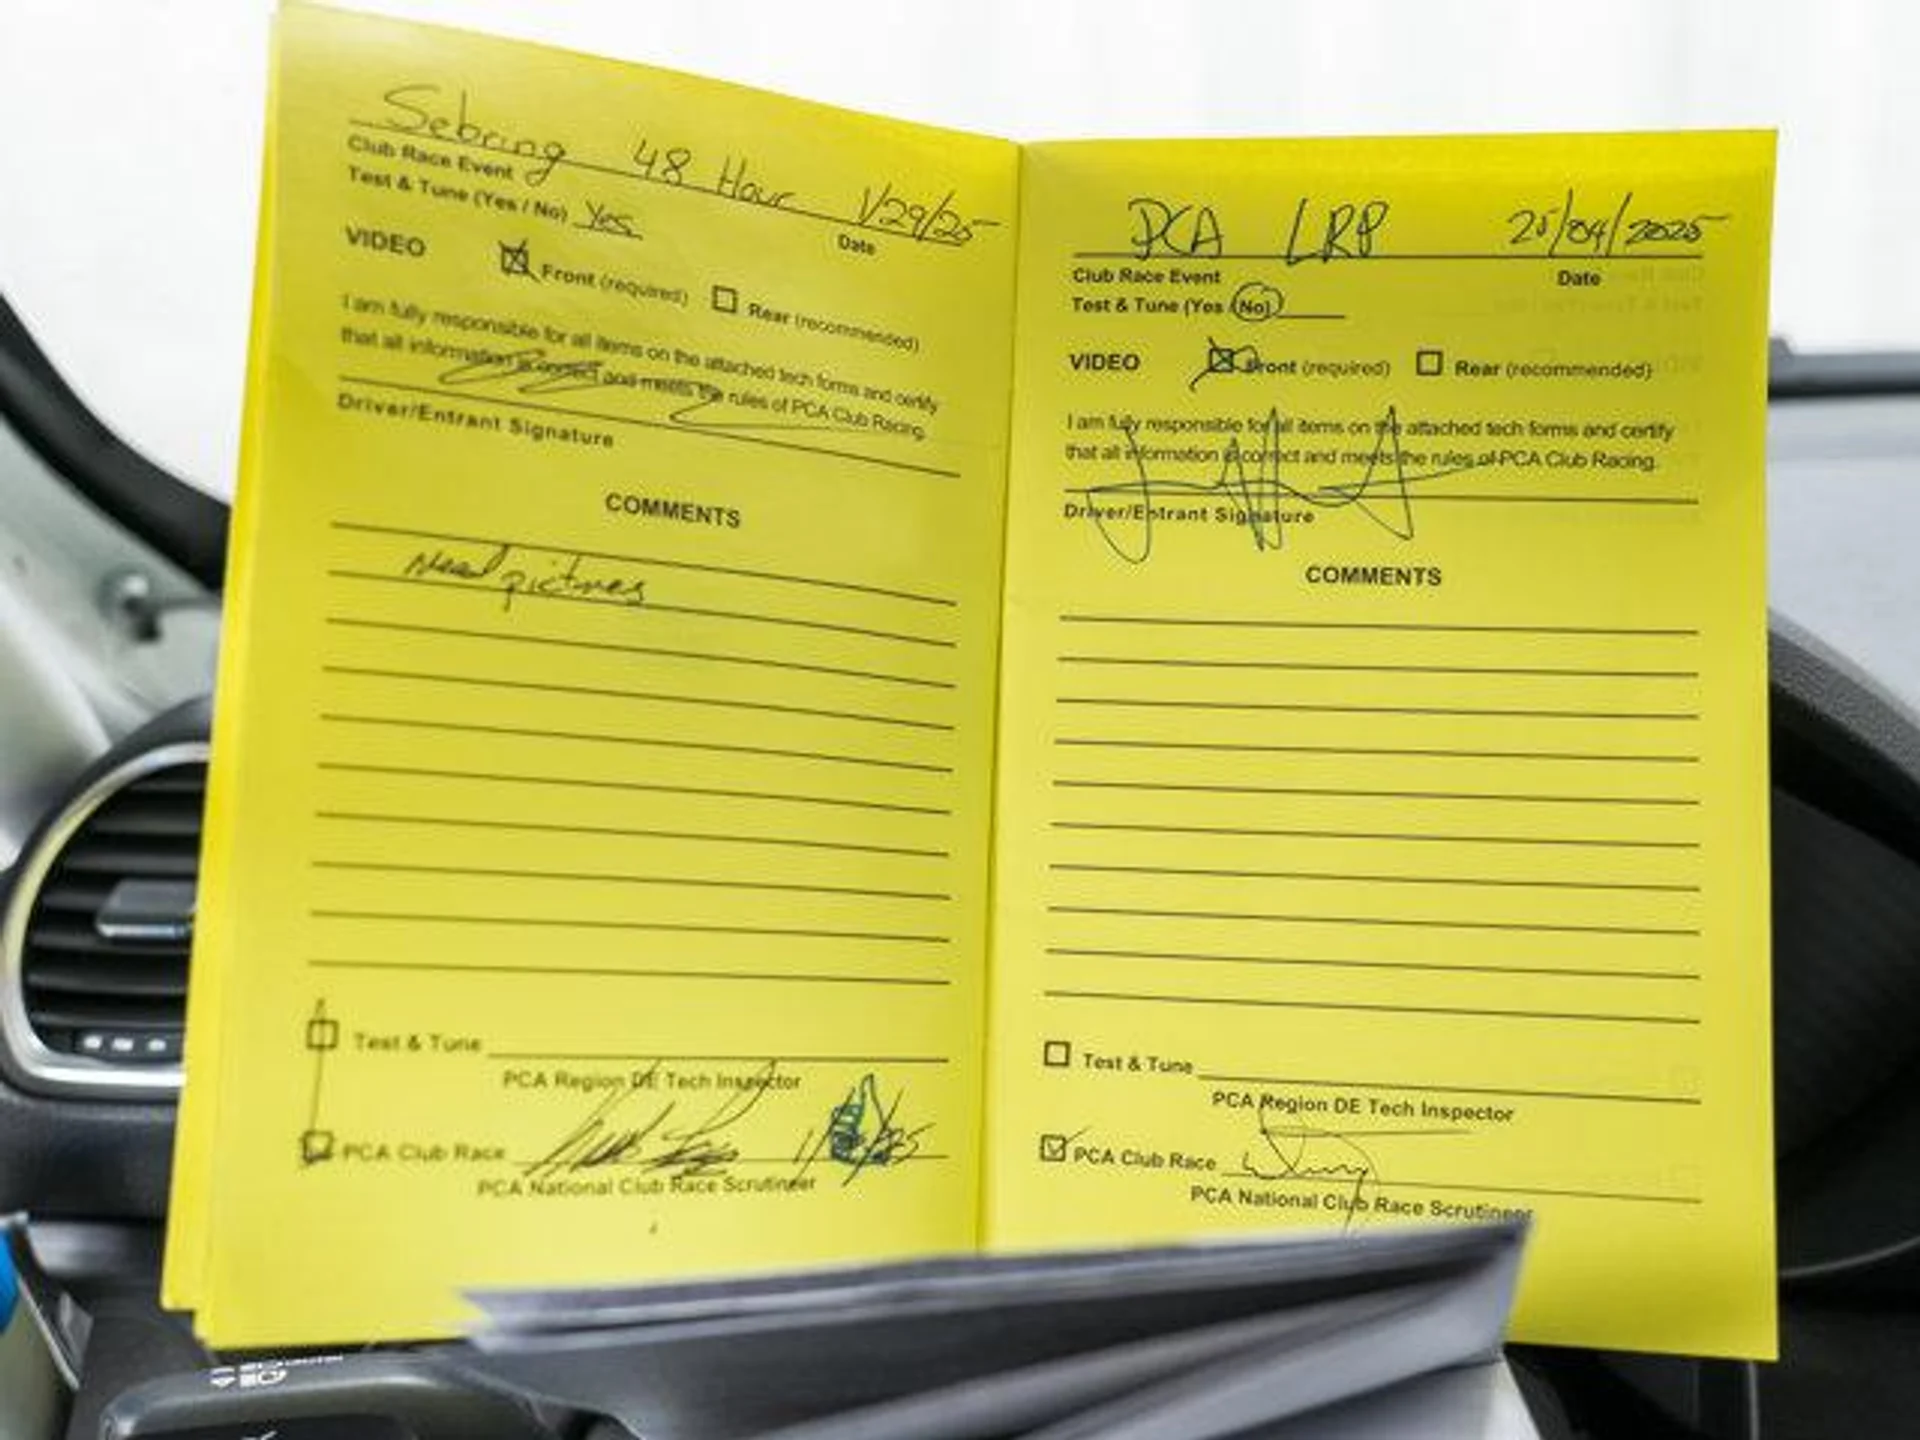 Sebring 48 Hour 1/29/25
Club Race Event
Date
Test & Tune (Yes / No) Yes
VIDEO Front (required) Rear (recommended)
I am fully responsible for all items on the attached tech forms and certify
that all information is correct and meets the rules of PCA Club Racing.
Driver/Entrant Signature
COMMENTS
Need pictures
Test & Tune
PCA Region DE Tech Inspector
PCA Club Race
PCA National Club Race Scrutineer
PCA LRP 25/04/2025
Club Race Event Date
Test & Tune (Yes / No)
VIDEO Front (required) Rear (recommended)
I am fully responsible for all items on the attached tech forms and certify
that all information is correct and meets the rules of PCA Club Racing.
Driver/Entrant Signature
COMMENTS
Test & Tune
PCA Region DE Tech Inspector
PCA Club Race
PCA National Club Race Scrutineer